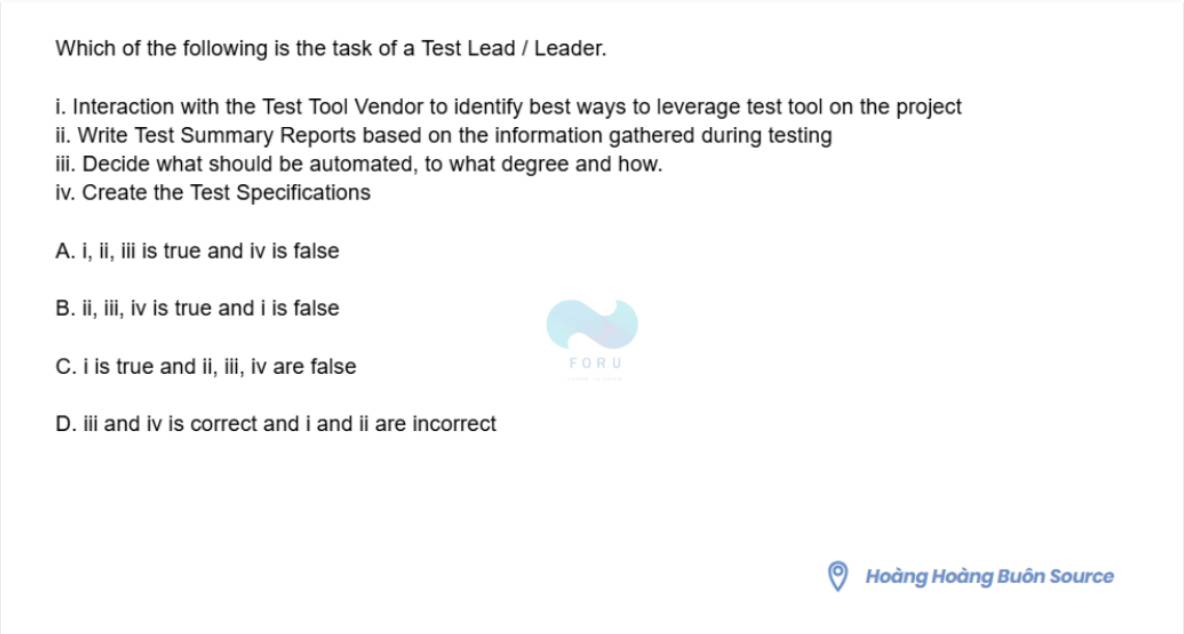 Which of the following is the task of a Test Lead / Leader.
i. Interaction with the Test Tool Vendor to identify best ways to leverage test tool on the project
ii. Write Test Summary Reports based on the information gathered during testing
iii. Decide what should be automated, to what degree and how.
iv. Create the Test Specifications
A. i, ii, iii is true and iv is false
B. ii, iii, iv is true and i is false
C. i is true and ii, iii, iv are false
D. iii and iv is correct and i and ii are incorrect
FORU
Hoàng Hoàng Buôn Source